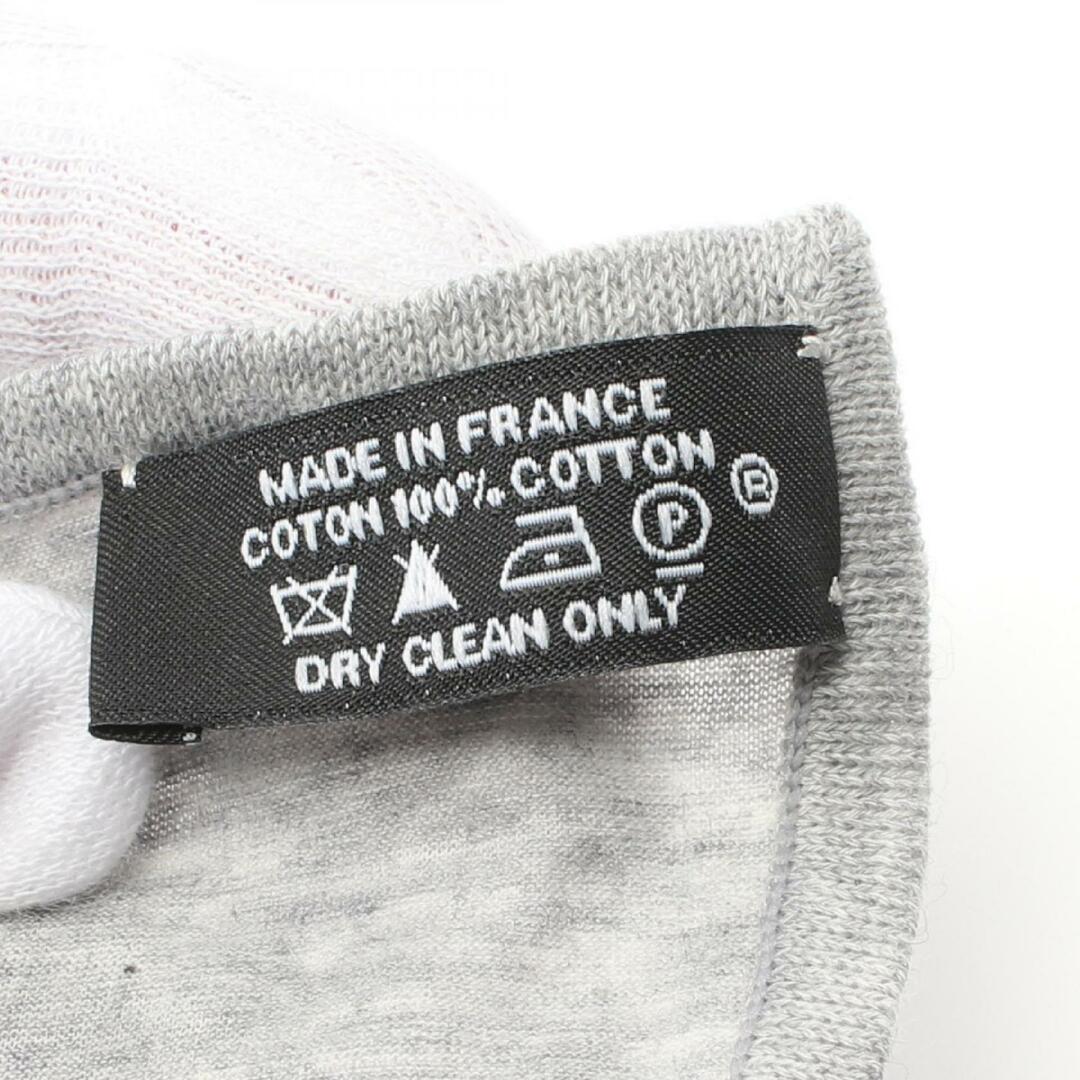 MADE IN FRANCE
COTON 100% COTTON
P ®
DRY CLEAN ONLY